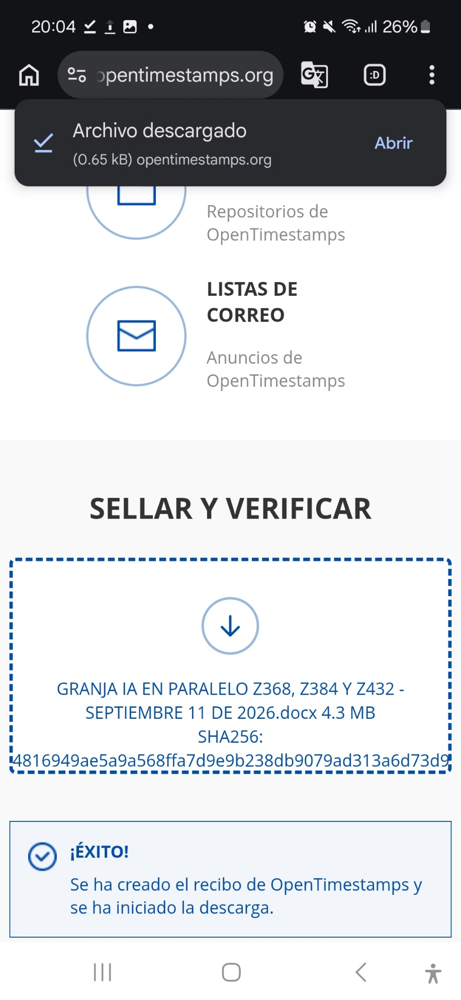 20:04
26%
opentimestamps.org
:D
Archivo descargado
(0.65 kB) opentimestamps.org
Abrir
Repositorios de
OpenTimestamps
LISTAS DE
CORREO
Anuncios de
OpenTimestamps
SELLAR Y VERIFICAR
GRANJA IA EN PARALELO Z368, Z384 Y Z432 -
SEPTIEMBRE 11 DE 2026.docx 4.3 MB
SHA256:
4816949ae5a9a568ffa7d9e9b238db9079ad313a6d73d9
¡ÉXITO!
Se ha creado el recibo de OpenTimestamps y
se ha iniciado la descarga.